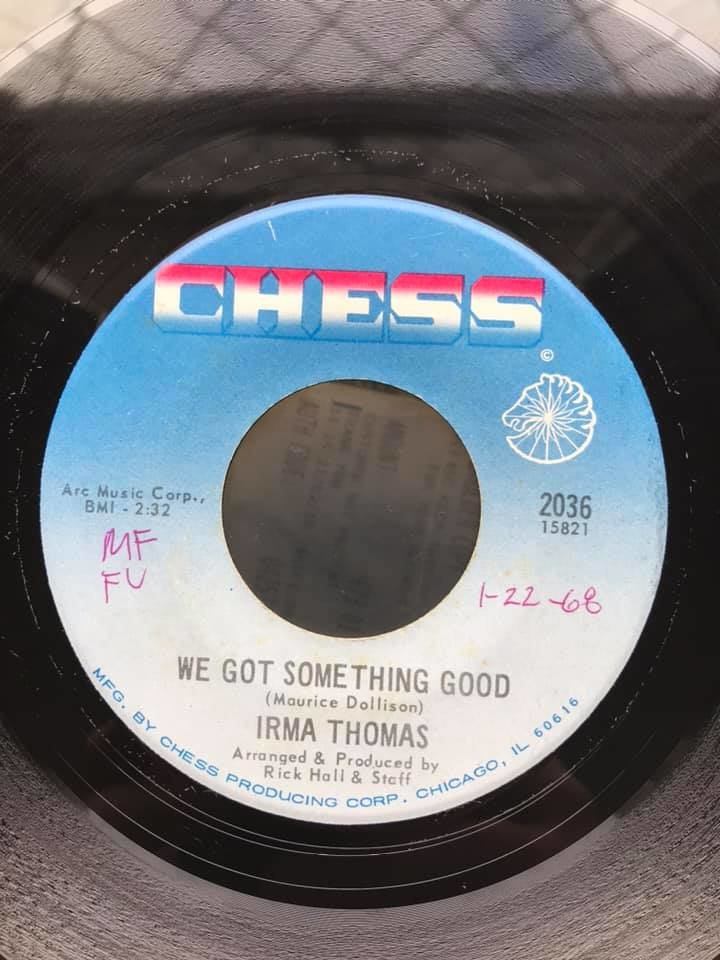 CHESS
©
Arc Music Corp.,
BMI - 2:32
2036
15821
MF
FU
1-22-68
WE GOT SOMETHING GOOD
(Maurice Dollison)
IRMA THOMAS
Arranged & Produced by
Rick Hall & Staff
MFG. BY CHESS PRODUCING CORP. CHICAGO, IL 60616